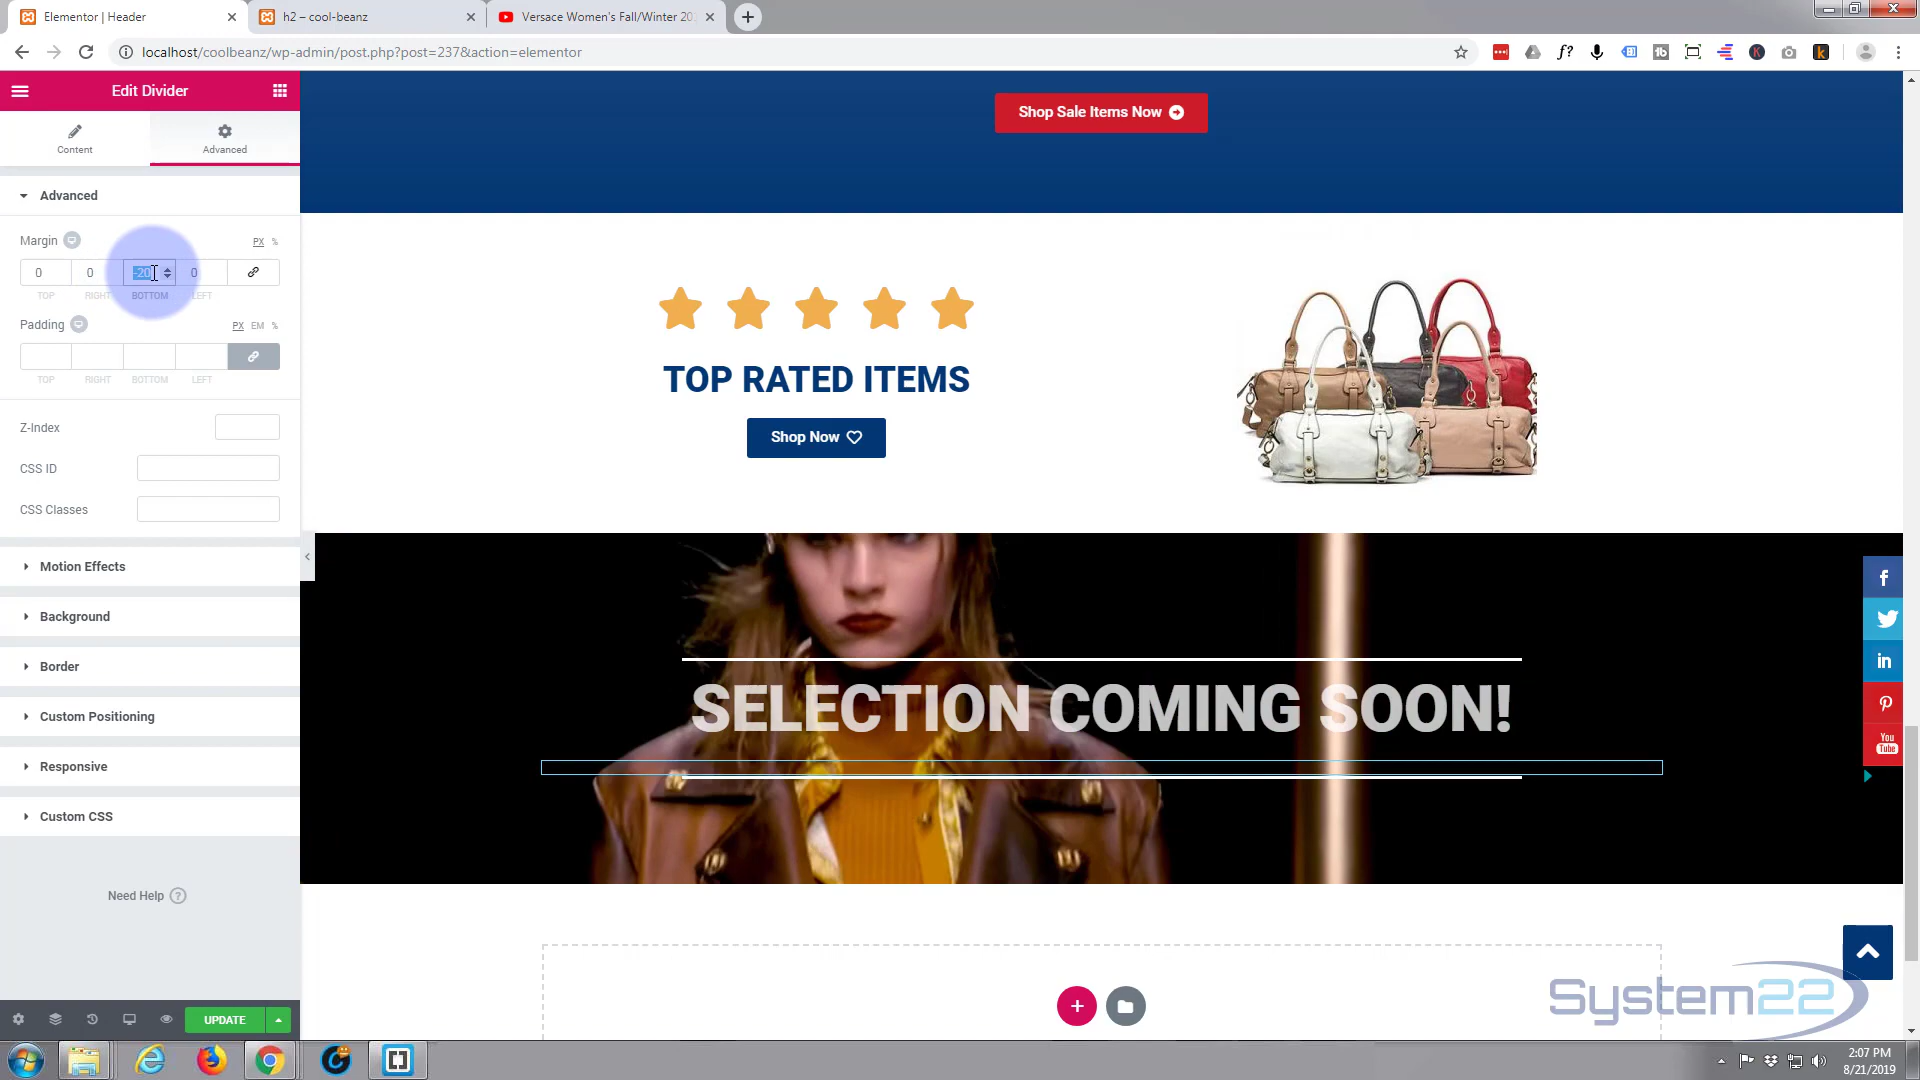 Elementor | Header
h2 – cool-beanz
Versace Women's Fall/Winter 20
localhost/coolbeanz/wp-admin/post.php?post=237&action=elementor
Edit Divider
Content
Advanced
Advanced
Margin
PX %
0 0 -20 0
TOP RIGHT BOTTOM LEFT
Padding
PX EM %
TOP RIGHT BOTTOM LEFT
Z-Index
CSS ID
CSS Classes
Motion Effects
Background
Border
Custom Positioning
Responsive
Custom CSS
Need Help ?
UPDATE
Shop Sale Items Now
TOP RATED ITEMS
Shop Now
SELECTION COMING SOON!
You
Tube
System22
2:07 PM
8/21/2019